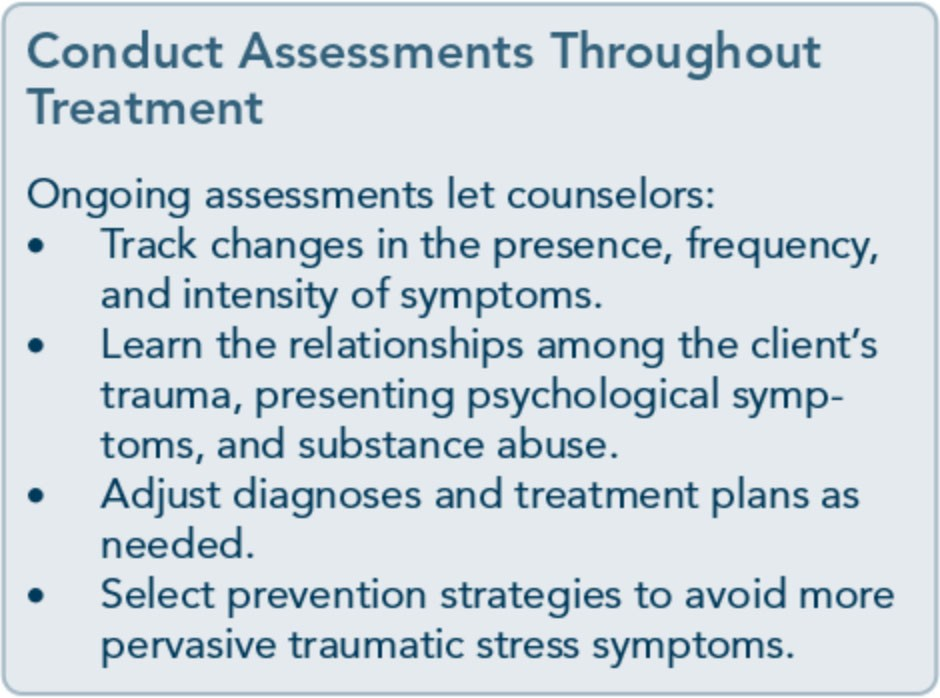 Conduct Assessments Throughout
Treatment
Ongoing assessments let counselors:
• Track changes in the presence, frequency,
and intensity of symptoms.
• Learn the relationships among the client’s
trauma, presenting psychological symp-
toms, and substance abuse.
• Adjust diagnoses and treatment plans as
needed.
• Select prevention strategies to avoid more
pervasive traumatic stress symptoms.